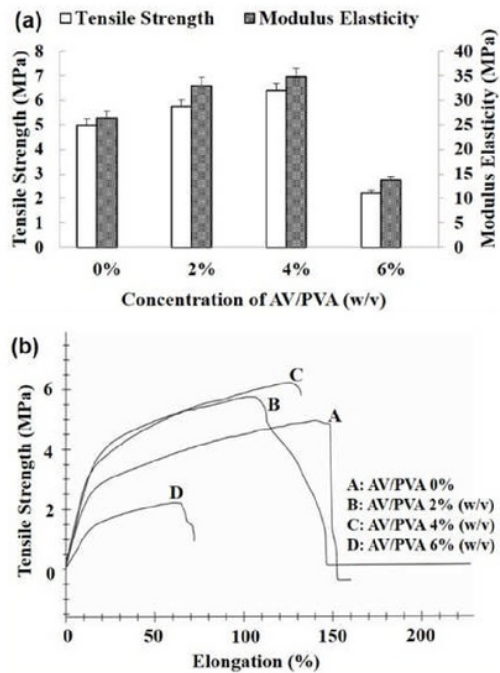 (a)
Tensile Strength
Modulus Elasticity
Tensile Strength (MPa)
8
7
6
5
4
3
2
1
0
40
35
30
25
20
15
10
5
0
Modulus Elasticity (MPa)
0% 2% 4% 6%
Concentration of AV/PVA (w/v)
(b)
Tensile Strength (MPa)
6
4
2
0
C
B
A
D
A: AV/PVA 0%
B: AV/PVA 2% (w/v)
C: AV/PVA 4% (w/v)
D: AV/PVA 6% (w/v)
0 50 100 150 200
Elongation (%)